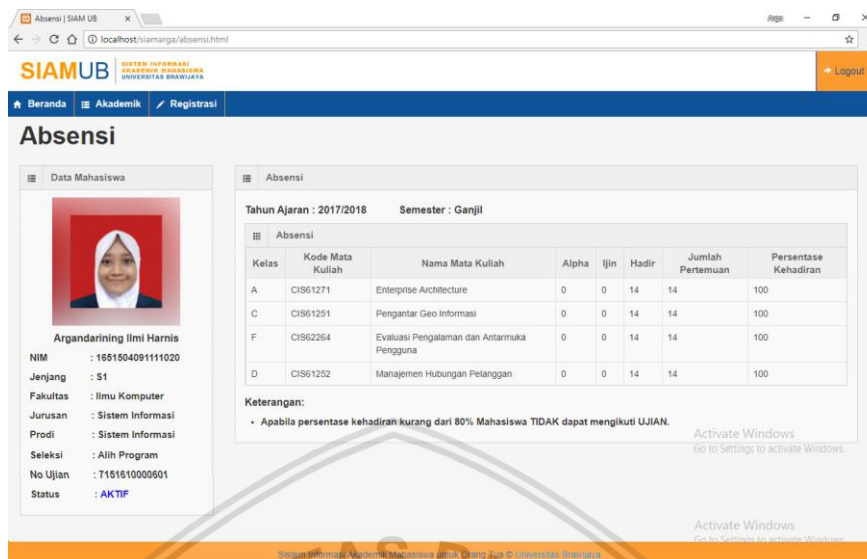 Absensi | SIAM UB
Arga
localhost/siamarga/absensi.html
SIAMUB
SISTEM INFORMASI
AKADEMIK MAHASISWA
UNIVERSITAS BRAWIJAYA
Logout
Beranda Akademik Registrasi
Absensi
Data Mahasiswa
Argandarining Ilmi Harnis
NIM : 1651504091111020
Jenjang : S1
Fakultas : Ilmu Komputer
Jurusan : Sistem Informasi
Prodi : Sistem Informasi
Seleksi : Alih Program
No Ujian : 7151610000601
Status : AKTIF
Absensi
Tahun Ajaran : 2017/2018 Semester : Ganjil
Absensi
Kelas Kode Mata Kuliah Nama Mata Kuliah Alpha Ijin Hadir Jumlah Pertemuan Persentase Kehadiran
A CIS61271 Enterprise Architecture 0 0 14 14 100
C CIS61251 Pengantar Geo Informasi 0 0 14 14 100
F CIS62264 Evaluasi Pengalaman dan Antarmuka Pengguna 0 0 14 14 100
D CIS61252 Manajemen Hubungan Pelanggan 0 0 14 14 100
Keterangan:
• Apabila persentase kehadiran kurang dari 80% Mahasiswa TIDAK dapat mengikuti UJIAN.
Activate Windows
Go to Settings to activate Windows.
Activate Windows
Go to Settings to activate Windows.
Sistem Informasi Akademik Mahasiswa untuk Orang Tua © Universitas Brawijaya